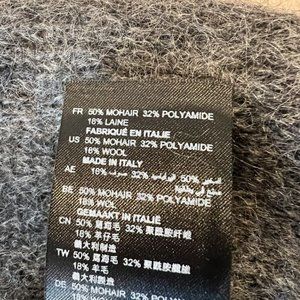 FR 50% MOHAIR 32% POLYAMIDE
18% LAINE
FABRIQUÉ EN ITALIE
US 50% MOHAIR 32% POLYAMIDE
18% WOOL
MADE IN ITALY
AE
BE 50% MOHAIR 32% POLYAMIDE
18% WOL
GEMAAKT IN ITALIË
CN 50% 马海毛 32% 聚酰胺纤维
18% 羊仔毛
意大利制造
TW 50% 馬海毛 32% 聚醯胺纖維
18% 羊毛
義大利製造